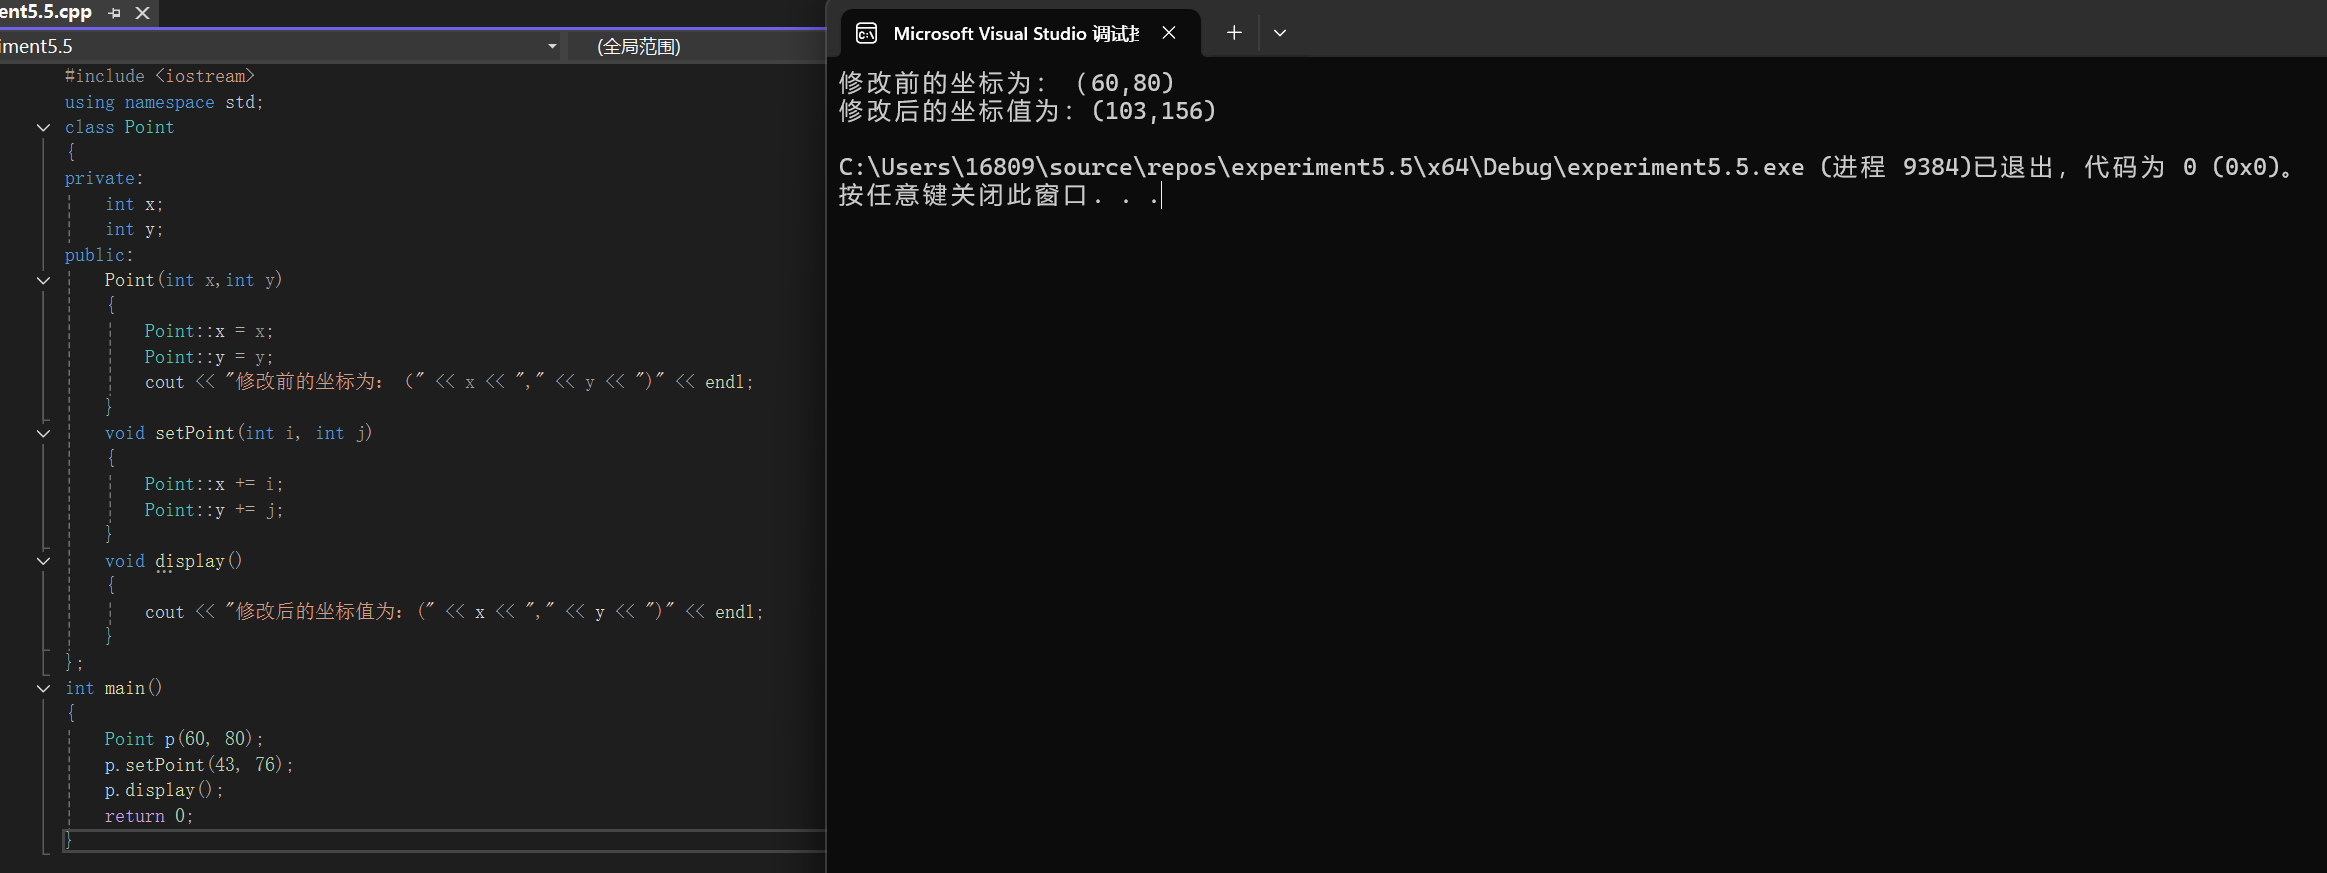 ent5.5.cpp
iment5.5
(全局范围)
#include <iostream>
using namespace std;
class Point
{
private:
int x;
int y;
public:
Point(int x,int y)
{
Point::x = x;
Point::y = y;
cout << "修改前的坐标为：（" << x << "," << y << ")" << endl;
}
void setPoint(int i, int j)
{
Point::x += i;
Point::y += j;
}
void display()
{
cout << "修改后的坐标值为：(" << x << "," << y << ")" << endl;
}
};
int main()
{
Point p(60, 80);
p.setPoint(43, 76);
p.display();
return 0;
}
Microsoft Visual Studio 调试
修改前的坐标为：（60,80)
修改后的坐标值为：(103,156)
C:\Users\16809\source\repos\experiment5.5\x64\Debug\experiment5.5.exe (进程 9384)已退出，代码为 0 (0x0)。
按任意键关闭此窗口. . .